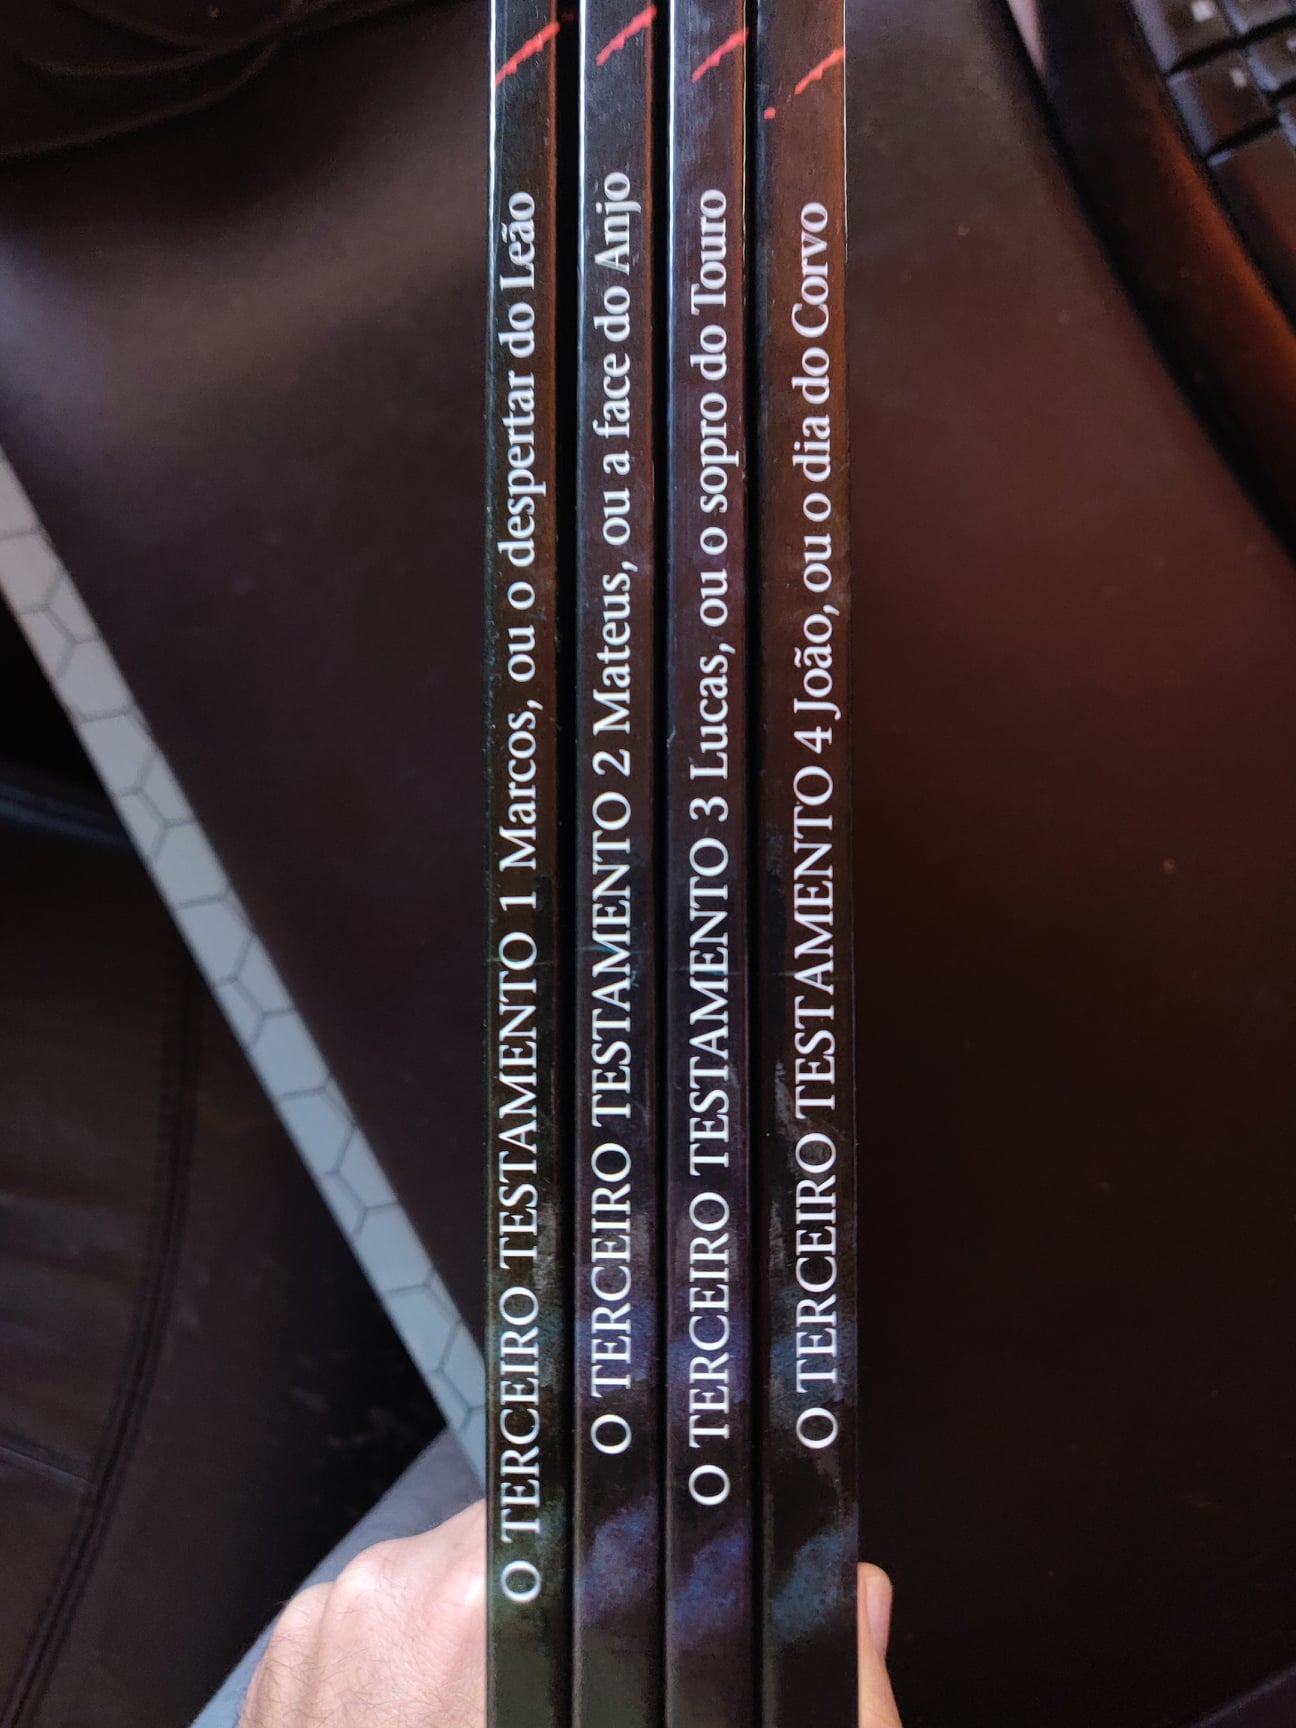 O TERCEIRO TESTAMENTO 1 Marcos, ou o despertar do Leão
O TERCEIRO TESTAMENTO 2 Mateus, ou a face do Anjo
O TERCEIRO TESTAMENTO 3 Lucas, ou o sopro do Touro
O TERCEIRO TESTAMENTO 4 João, ou o dia do Corvo